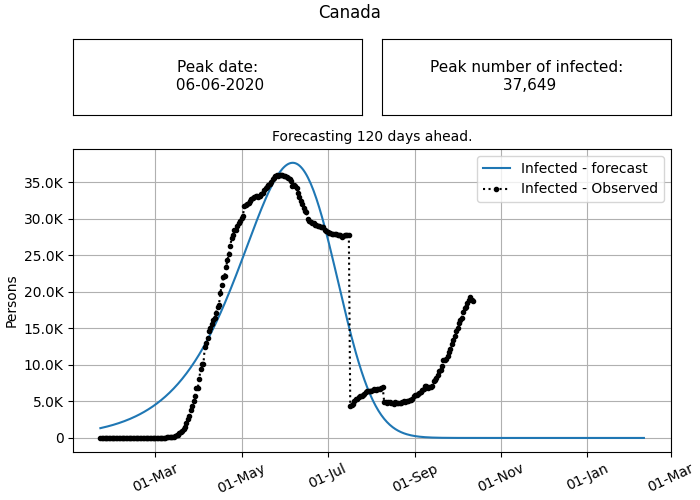 Canada
Peak date:
06-06-2020
Peak number of infected:
37,649
Forecasting 120 days ahead.
Infected - forecast
Infected - Observed
35.0K
30.0K
25.0K
20.0K
15.0K
10.0K
5.0K
0
Persons
01-Mar
01-May
01-Jul
01-Sep
01-Nov
01-Jan
01-Mar